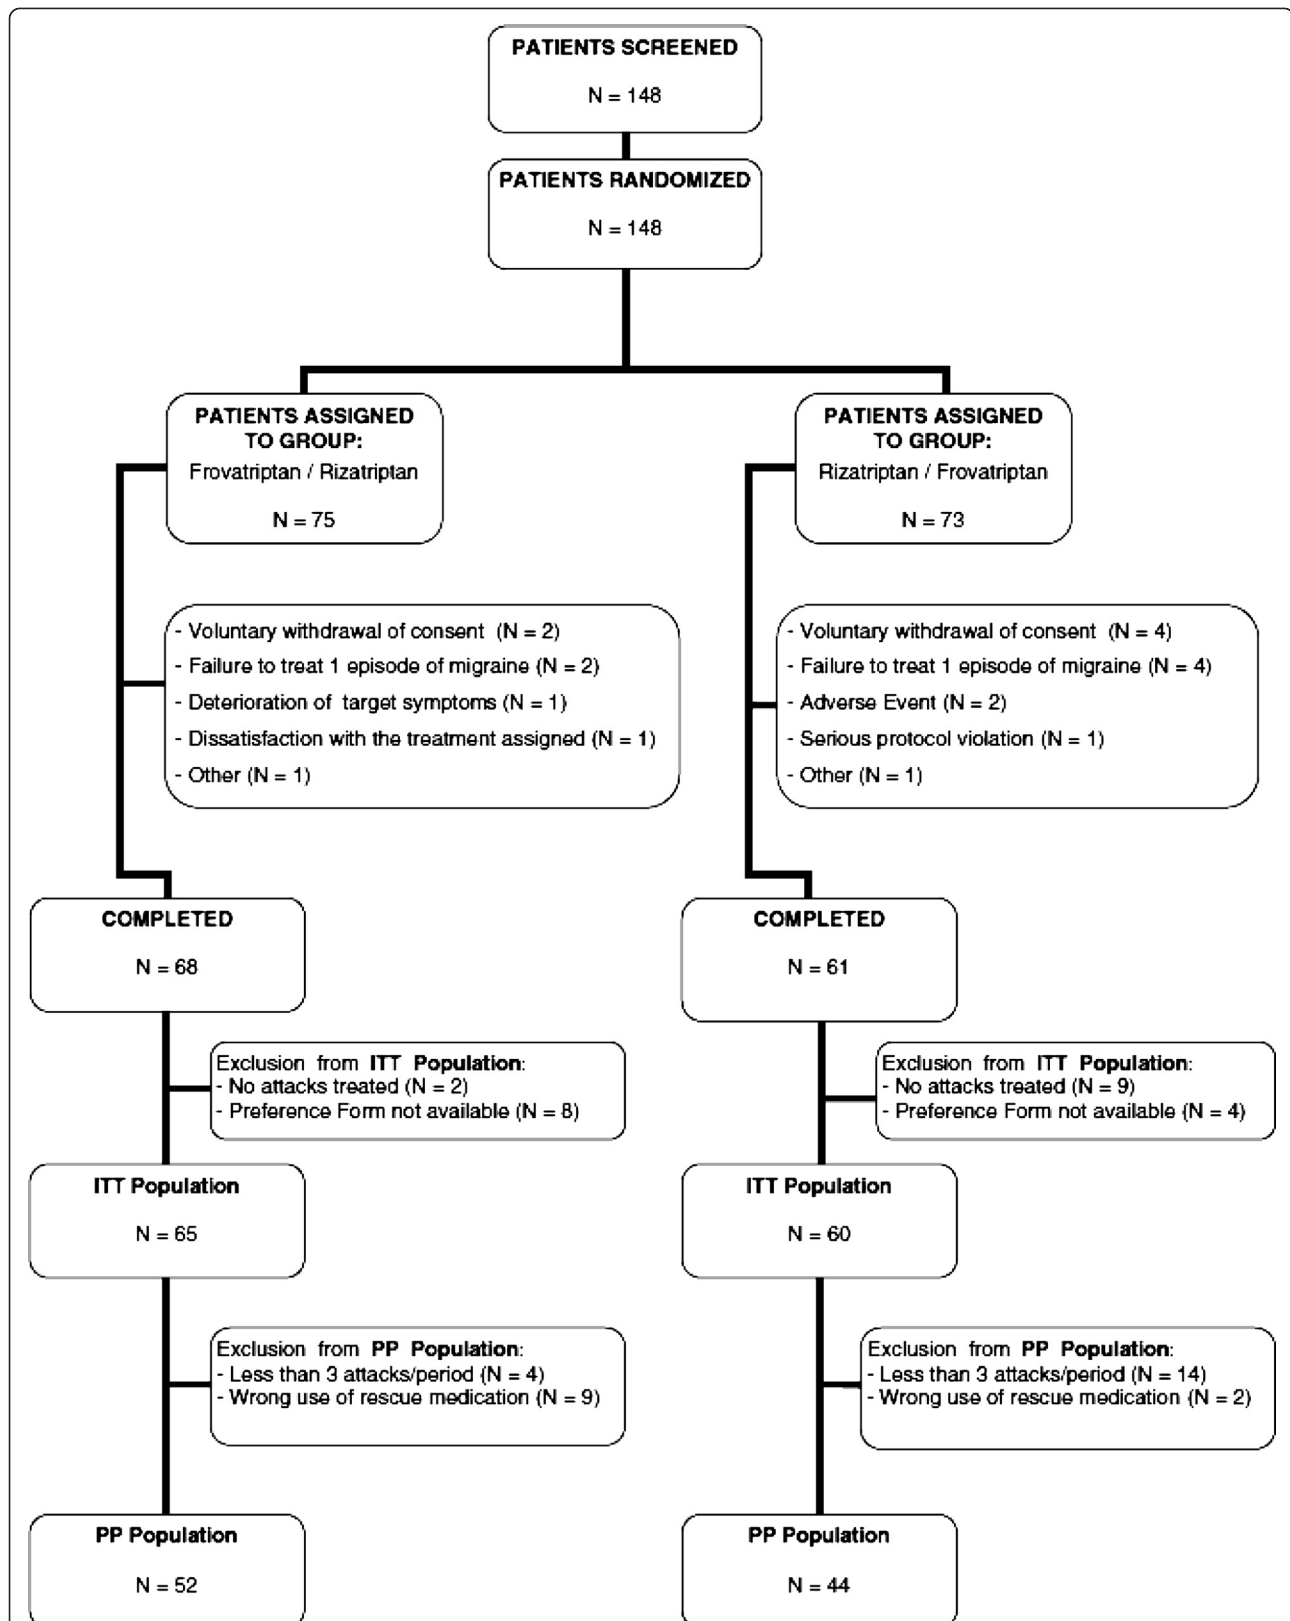 PATIENTS SCREENED
N = 148
PATIENTS RANDOMIZED
N = 148
PATIENTS ASSIGNED
TO GROUP:
Frovatriptan / Rizatriptan
N = 75
PATIENTS ASSIGNED
TO GROUP:
Rizatriptan / Frovatriptan
N = 73
- Voluntary withdrawal of consent (N = 2)
- Failure to treat 1 episode of migraine (N = 2)
- Deterioration of target symptoms (N = 1)
- Dissatisfaction with the treatment assigned (N = 1)
- Other (N = 1)
- Voluntary withdrawal of consent (N = 4)
- Failure to treat 1 episode of migraine (N = 4)
- Adverse Event (N = 2)
- Serious protocol violation (N = 1)
- Other (N = 1)
COMPLETED
N = 68
COMPLETED
N = 61
Exclusion from ITT Population:
- No attacks treated (N = 2)
- Preference Form not available (N = 8)
Exclusion from ITT Population:
- No attacks treated (N = 9)
- Preference Form not available (N = 4)
ITT Population
N = 65
ITT Population
N = 60
Exclusion from PP Population:
- Less than 3 attacks/period (N = 4)
- Wrong use of rescue medication (N = 9)
Exclusion from PP Population:
- Less than 3 attacks/period (N = 14)
- Wrong use of rescue medication (N = 2)
PP Population
N = 52
PP Population
N = 44